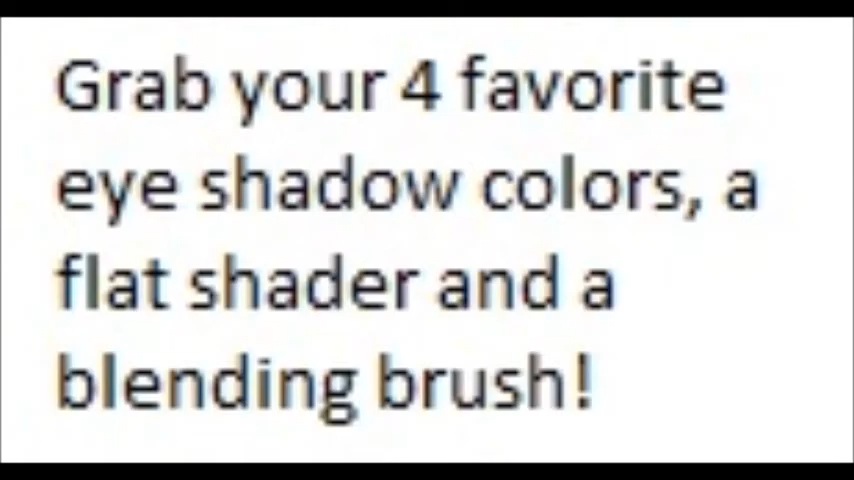 Grab your 4 favorite
eye shadow colors, a
flat shader and a
blending brush!